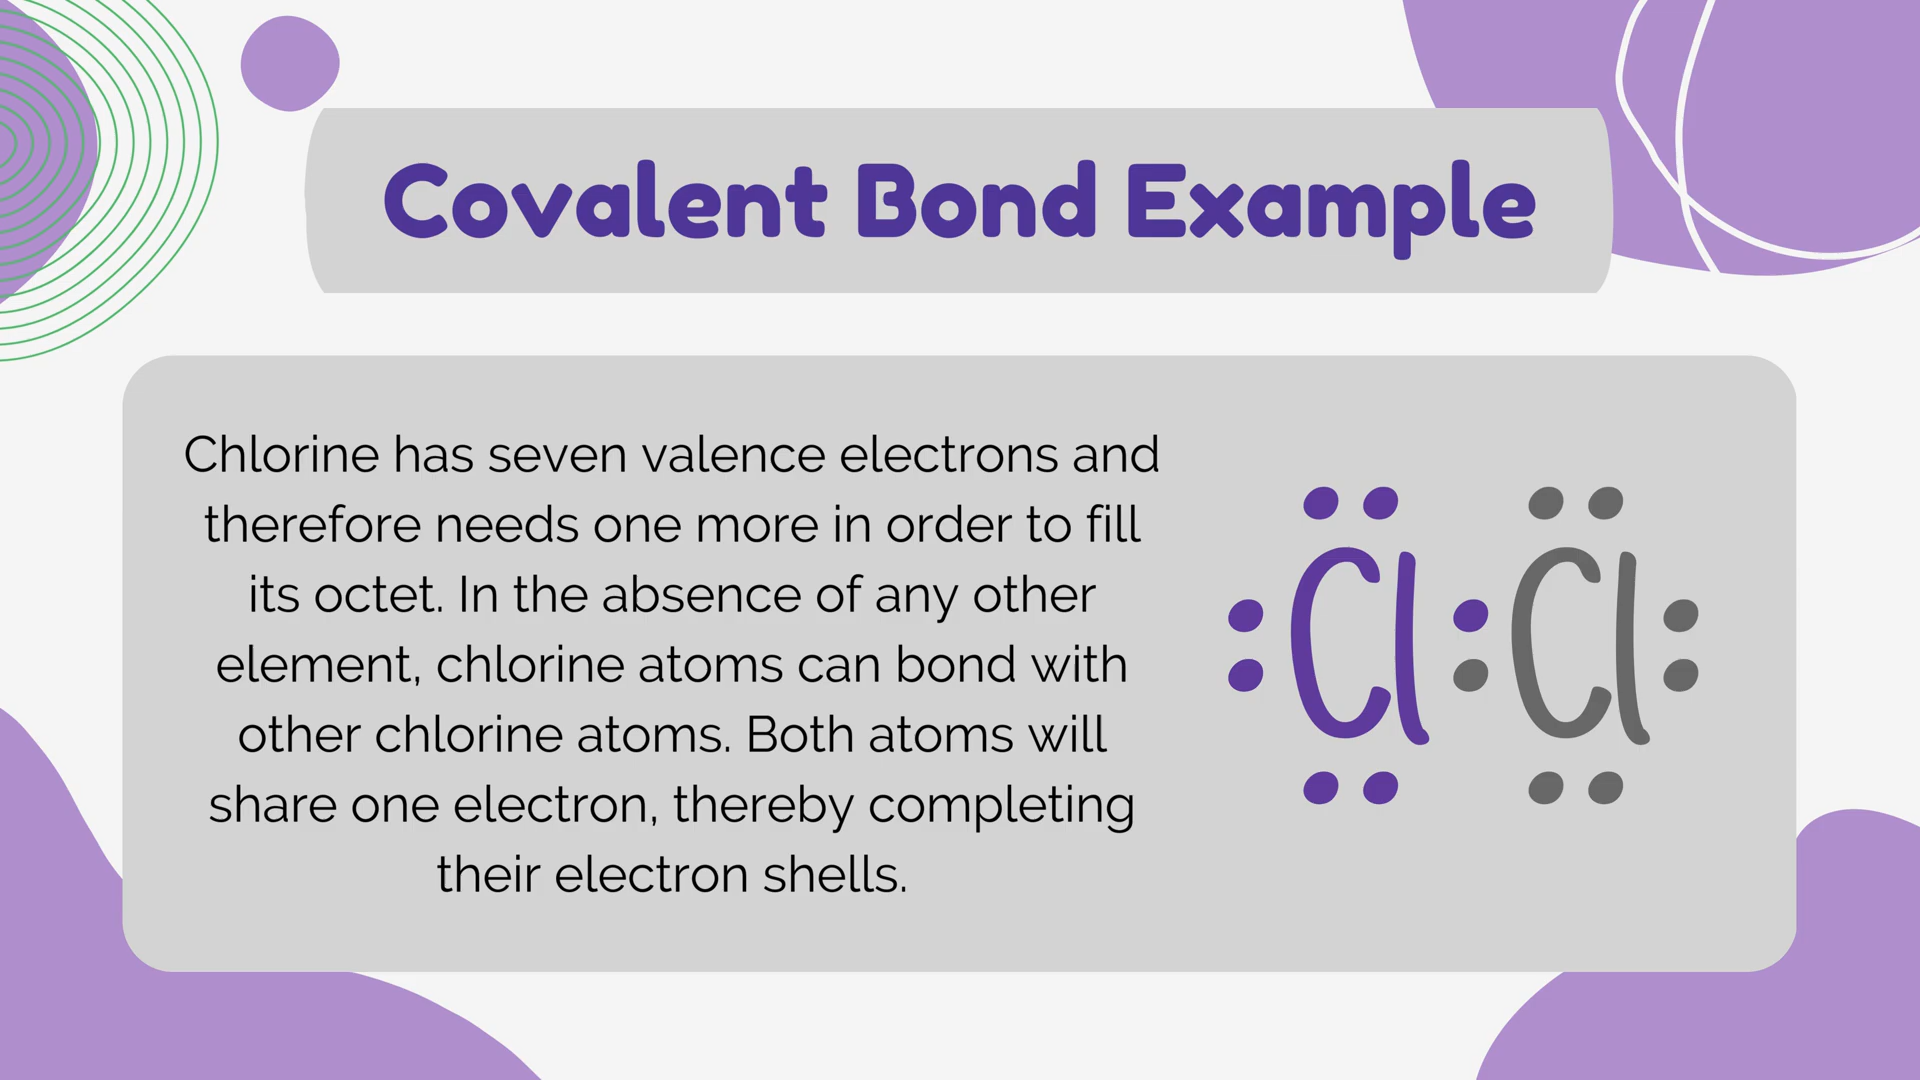 Covalent Bond Example
Chlorine has seven valence electrons and
therefore needs one more in order to fill
its octet. In the absence of any other
element, chlorine atoms can bond with
other chlorine atoms. Both atoms will
share one electron, thereby completing
their electron shells.
Cl Cl